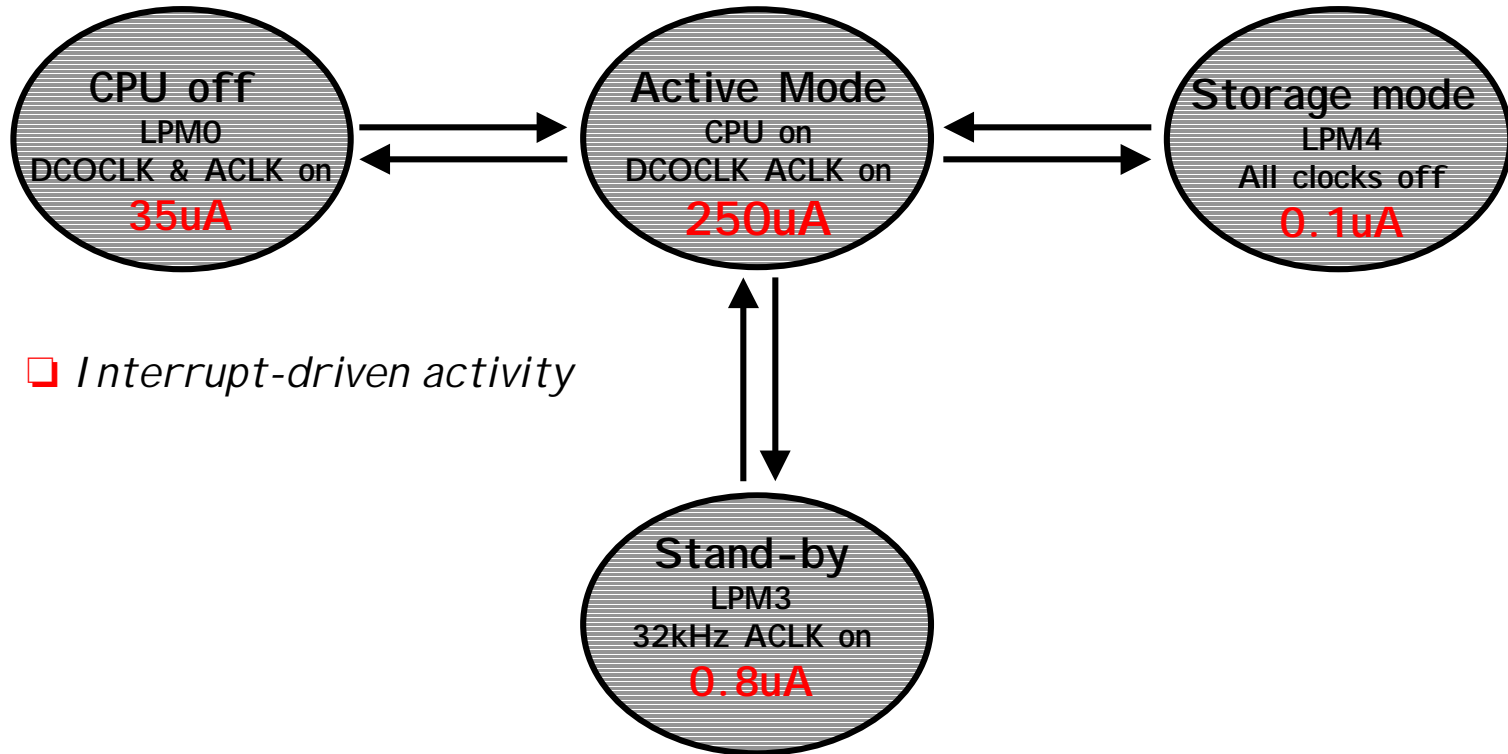 CPU off
LPM0
DCOCLK & ACLK on
35uA
Active Mode
CPU on
DCOCLK ACLK on
250uA
Storage mode
LPM4
All clocks off
0.1uA
Interrupt-driven activity
Stand-by
LPM3
32kHz ACLK on
0.8uA